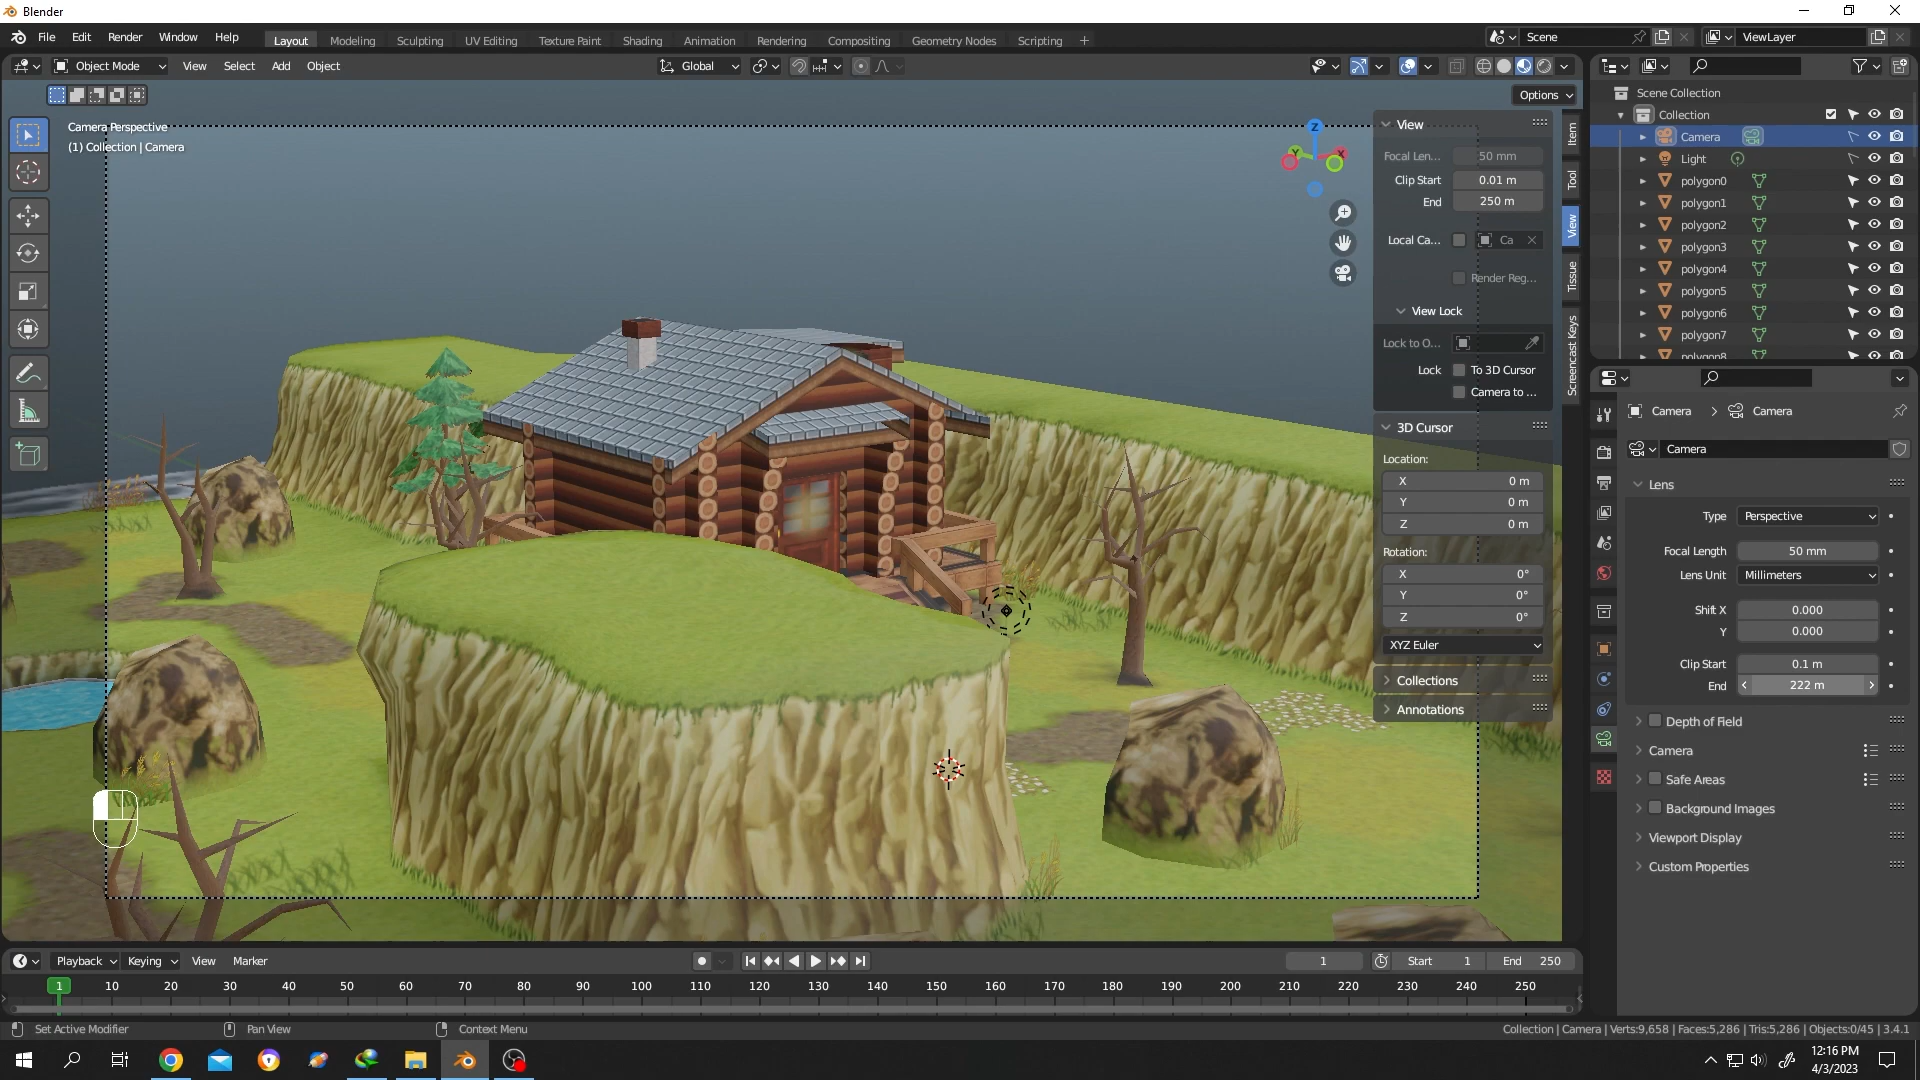 Blender
File Edit Render Window Help
Layout Modeling Sculpting UV Editing Texture Paint Shading Animation Rendering Compositing Geometry Nodes Scripting +
Scene
ViewLayer
Object Mode View Select Add Object
Global
Options
Camera Perspective
(1) Collection | Camera
Z
Y
X
View
Focal Len... 50 mm
Clip Start 0.01 m
End 250 m
Local Ca... Ca
Render Reg...
View Lock
Lock to O...
Lock To 3D Cursor
Camera to ...
3D Cursor
Location:
X 0 m
Y 0 m
Z 0 m
Rotation:
X 0°
Y 0°
Z 0°
XYZ Euler
Collections
Annotations
Item
Tool
View
Tissue
Screencast Keys
Scene Collection
Collection
Camera
Light
polygon0
polygon1
polygon2
polygon3
polygon4
polygon5
polygon6
polygon7
polygon8
Camera > Camera
Camera
Lens
Type Perspective
Focal Length 50 mm
Lens Unit Millimeters
Shift X 0.000
Y 0.000
Clip Start 0.1 m
End 222 m
Depth of Field
Camera
Safe Areas
Background Images
Viewport Display
Custom Properties
Playback Keying View Marker
1 Start 1 End 250
1 10 20 30 40 50 60 70 80 90 100 110 120 130 140 150 160 170 180 190 200 210 220 230 240 250
Set Active Modifier Pan View Context Menu
Collection | Camera | Verts:9,658 | Faces:5,286 | Tris:5,286 | Objects:0/45 | 3.4.1
12:16 PM
4/3/2023